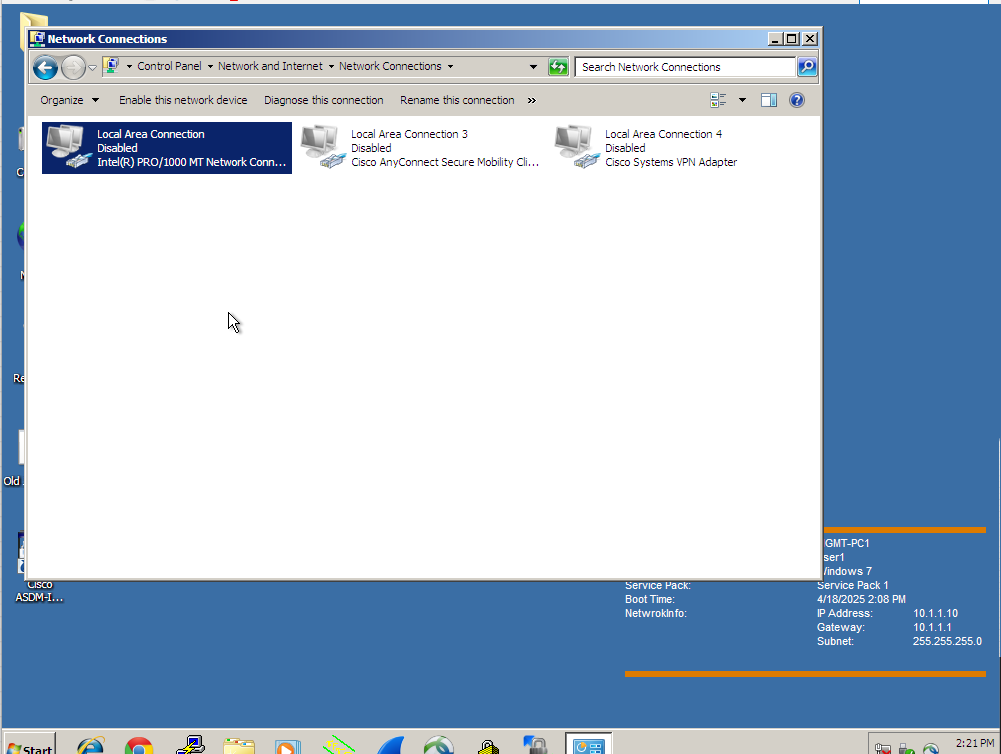 Network Connections
Control Panel Network and Internet Network Connections
Search Network Connections
Organize Enable this network device Diagnose this connection Rename this connection »
Local Area Connection
Disabled
Intel(R) PRO/1000 MT Network Conn...
Local Area Connection 3
Disabled
Cisco AnyConnect Secure Mobility Cli...
Local Area Connection 4
Disabled
Cisco Systems VPN Adapter
Re
Old
Cisco
ASDM-I...
GMT-PC1
ser1
indows 7
Service Pack: Service Pack 1
Boot Time: 4/18/2025 2:08 PM
NetwrokInfo: IP Address: 10.1.1.10
Gateway: 10.1.1.1
Subnet: 255.255.255.0
Start
2:21 PM